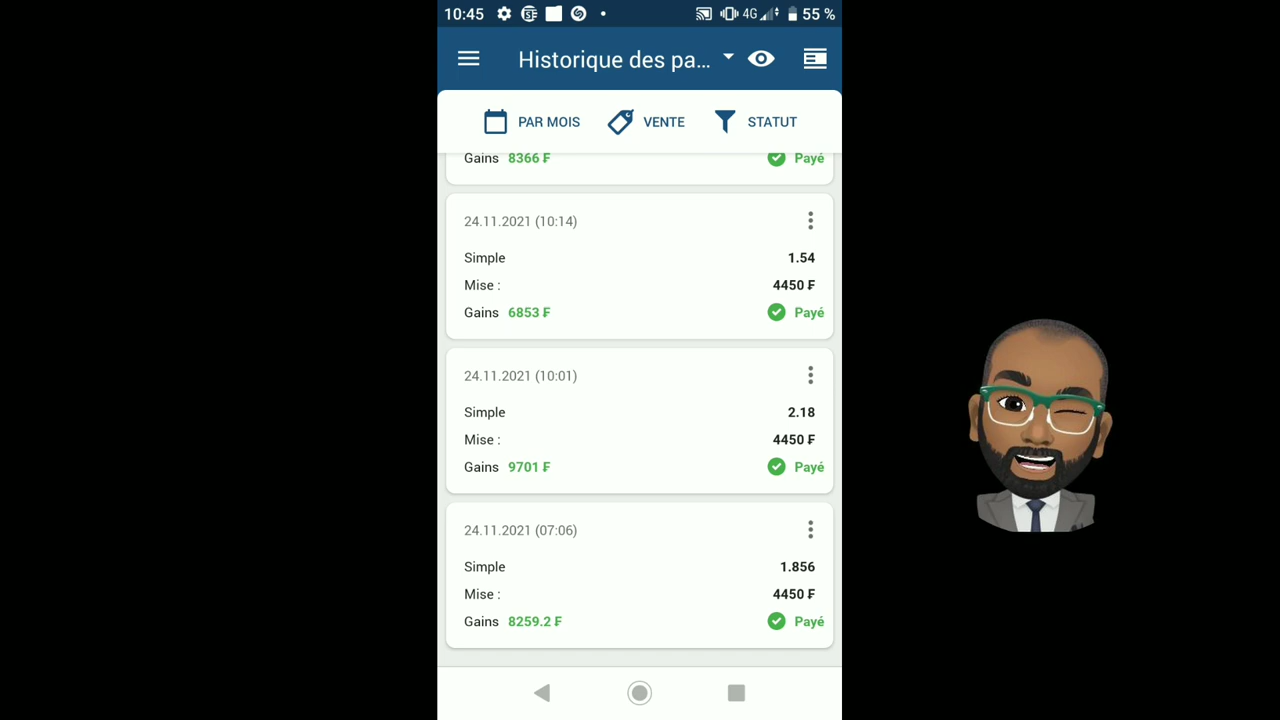 10:45 4G 55 %
Historique des pa...
PAR MOIS VENTE STATUT
Gains 8366 ₣ Payé
24.11.2021 (10:14)
Simple 1.54
Mise : 4450 ₣
Gains 6853 ₣ Payé
24.11.2021 (10:01)
Simple 2.18
Mise : 4450 ₣
Gains 9701 ₣ Payé
24.11.2021 (07:06)
Simple 1.856
Mise : 4450 ₣
Gains 8259.2 ₣ Payé